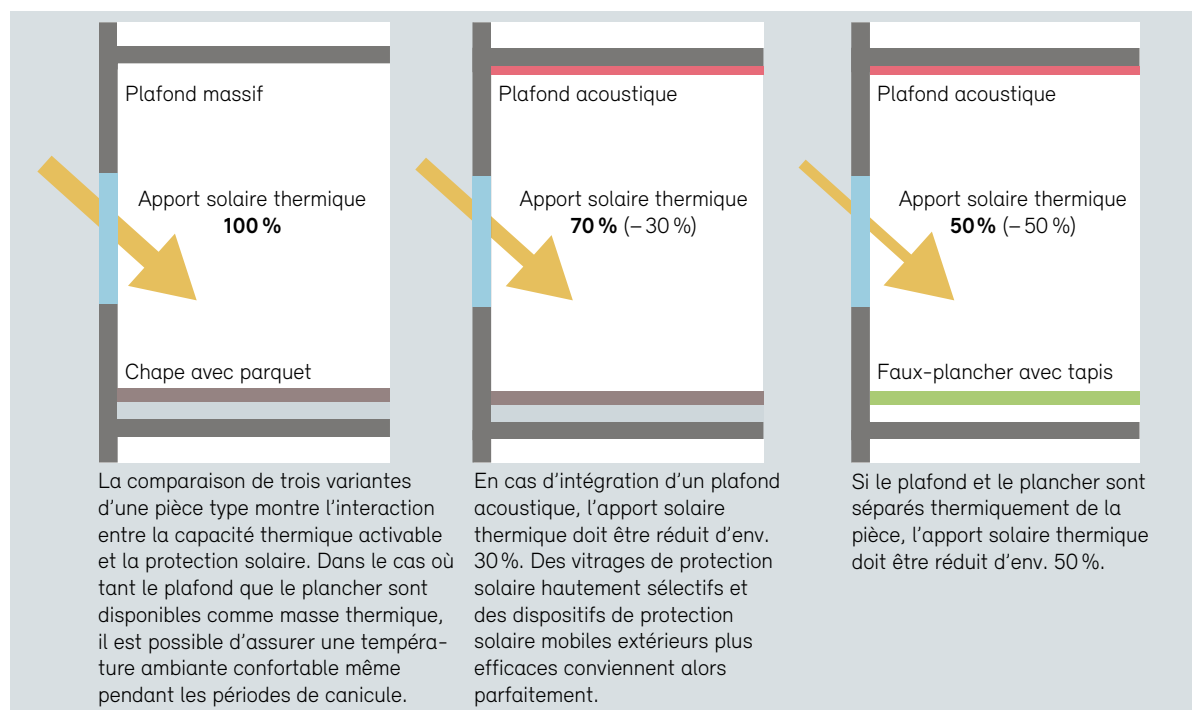 Plafond massif
Apport solaire thermique
100 %
Chape avec parquet
La comparaison de trois variantes
d'une pièce type montre l'interaction
entre la capacité thermique activable
et la protection solaire. Dans le cas où
tant le plafond que le plancher sont
disponibles comme masse thermique,
il est possible d'assurer une tempéra-
ture ambiante confortable même
pendant les périodes de canicule.
Plafond acoustique
Apport solaire thermique
70 % (– 30 %)
En cas d'intégration d'un plafond
acoustique, l'apport solaire
thermique doit être réduit d'env.
30 %. Des vitrages de protection
solaire hautement sélectifs et
des dispositifs de protection
solaire mobiles extérieurs plus
efficaces conviennent alors
parfaitement.
Plafond acoustique
Apport solaire thermique
50 % (– 50 %)
Faux-plancher avec tapis
Si le plafond et le plancher sont
séparés thermiquement de la
pièce, l'apport solaire thermique
doit être réduit d'env. 50 %.